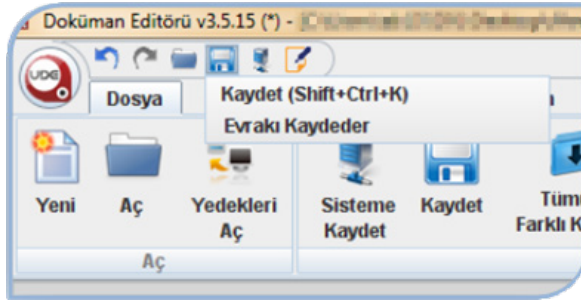 Doküman Editörü v3.5.15 (*) -
UDE
Dosya
Kaydet (Shift+Ctrl+K)
Evrakı Kaydeder
Yeni
Aç
Yedekleri
Aç
Sisteme
Kaydet
Kaydet
Farklı
Aç